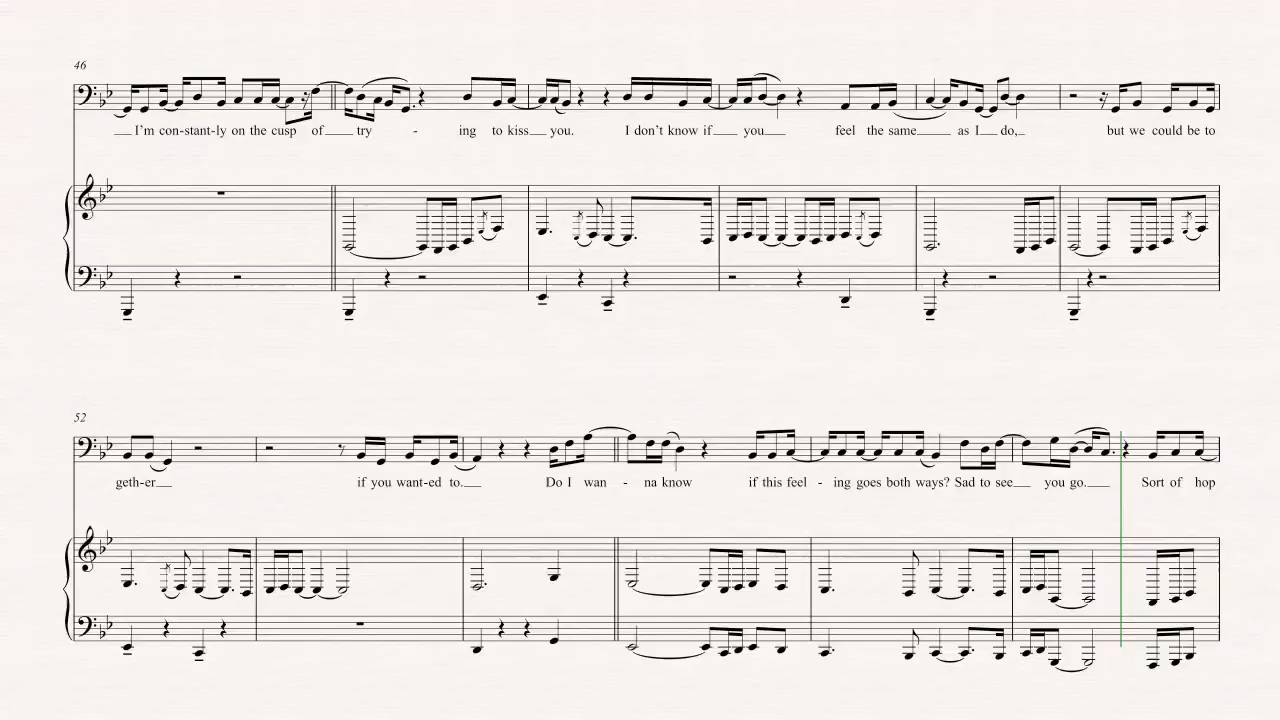 46
I'm con-stant-ly on the cusp of try - ing to kiss you. I don't know if you feel the same as I do, but we could be to
52
geth-er if you want-ed to. Do I wan - na know if this feel - ing goes both ways? Sad to see you go. Sort of hop